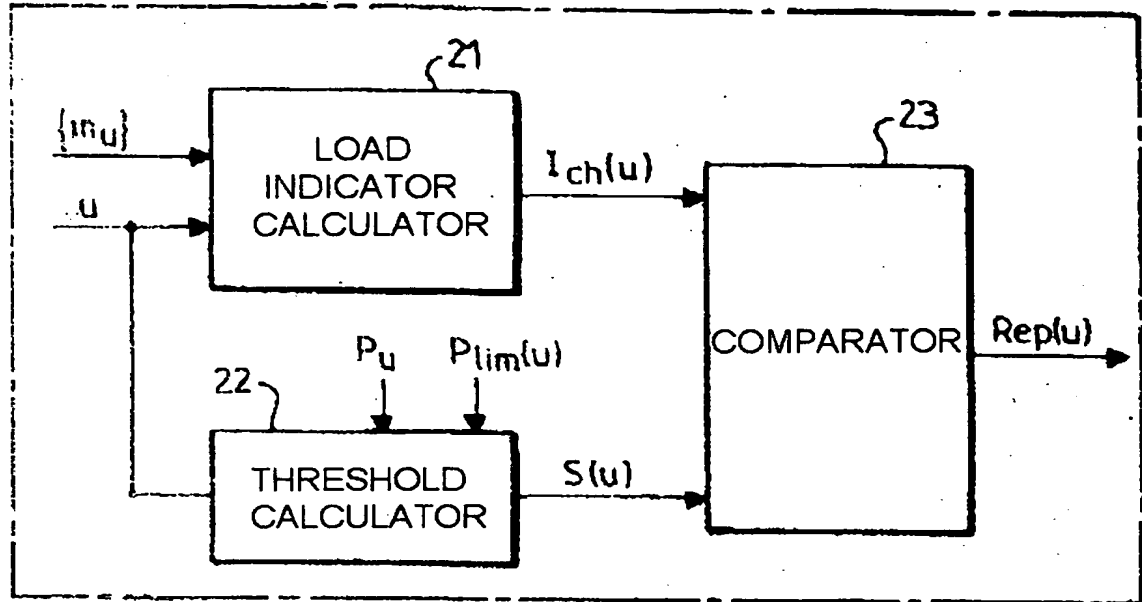 21
{m_u}
LOAD
INDICATOR
CALCULATOR
u
I_ch(u)
23
COMPARATOR
Rep(u)
P_u
P_lim(u)
22
THRESHOLD
CALCULATOR
S(u)